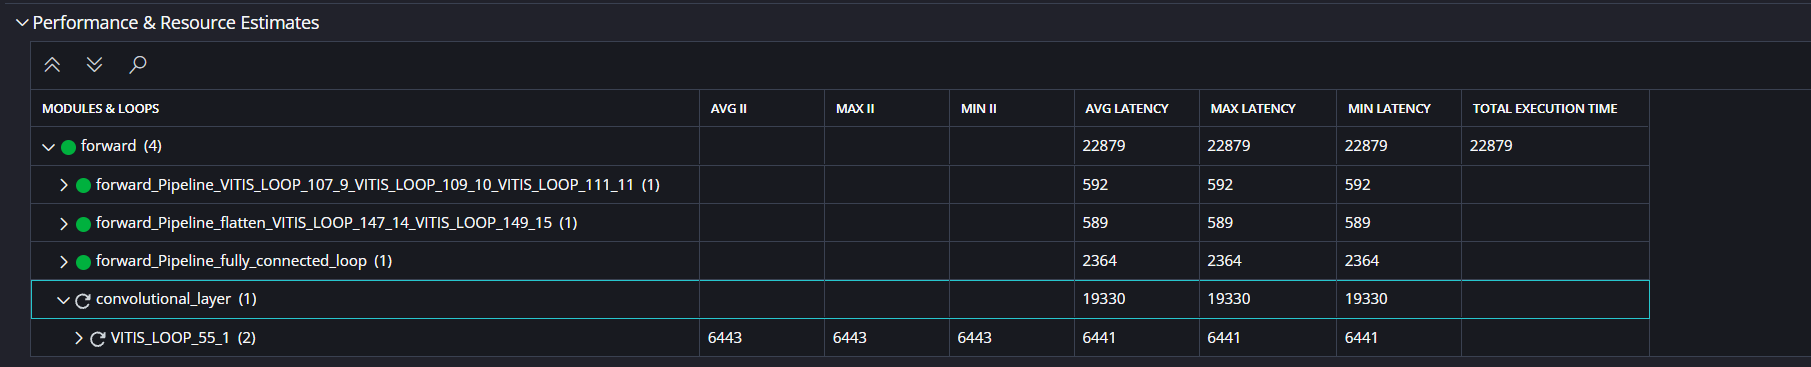 Performance & Resource Estimates
MODULES & LOOPS AVG II MAX II MIN II AVG LATENCY MAX LATENCY MIN LATENCY TOTAL EXECUTION TIME
forward (4) 22879 22879 22879 22879
forward_Pipeline_VITIS_LOOP_107_9_VITIS_LOOP_109_10_VITIS_LOOP_111_11 (1) 592 592 592
forward_Pipeline_flatten_VITIS_LOOP_147_14_VITIS_LOOP_149_15 (1) 589 589 589
forward_Pipeline_fully_connected_loop (1) 2364 2364 2364
convolutional_layer (1) 19330 19330 19330
VITIS_LOOP_55_1 (2) 6443 6443 6443 6441 6441 6441